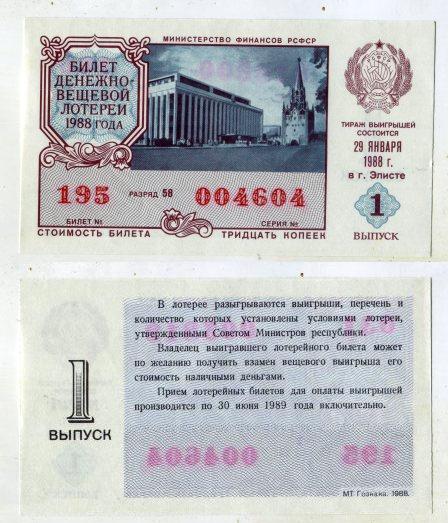 МИНИСТЕРСТВО ФИНАНСОВ РСФСР
БИЛЕТ
ДЕНЕЖНО-
ВЕЩЕВОЙ
ЛОТЕРЕИ
1988 ГОДА
ТИРАЖ ВЫИГРЫШЕЙ
СОСТОИТСЯ
29 ЯНВАРЯ
1988 г.
в г. Элисте
195 РАЗРЯД 58 004604
БИЛЕТ № СЕРИЯ №
1
СТОИМОСТЬ БИЛЕТА ТРИДЦАТЬ КОПЕЕК
ВЫПУСК
В лотерее разыгрываются выигрыши, перечень и
количество которых установлены условиями лотереи,
утвержденными Советом Министров республики.
Владелец выигравшего лотерейного билета может
по желанию получить взамен вещевого выигрыша его
стоимость наличными деньгами.
Прием лотерейных билетов для оплаты выигрышей
производится по 30 июня 1989 года включительно.
1
ВЫПУСК
004604 195
МТ Гознака. 1988.